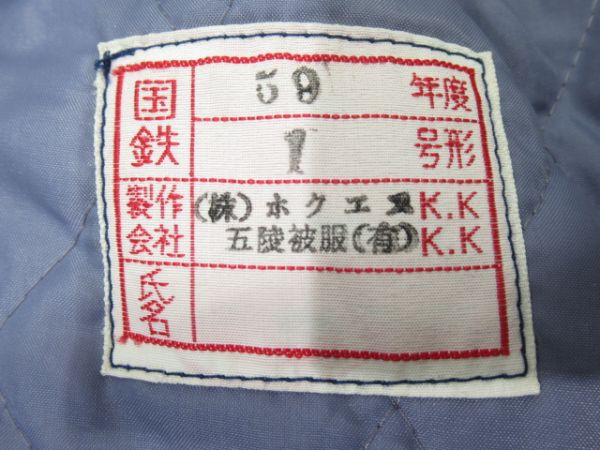 国鉄 59 年度
1 号形
製作会社 (株)ホクエス K.K
五陵被服(有) K.K
氏名